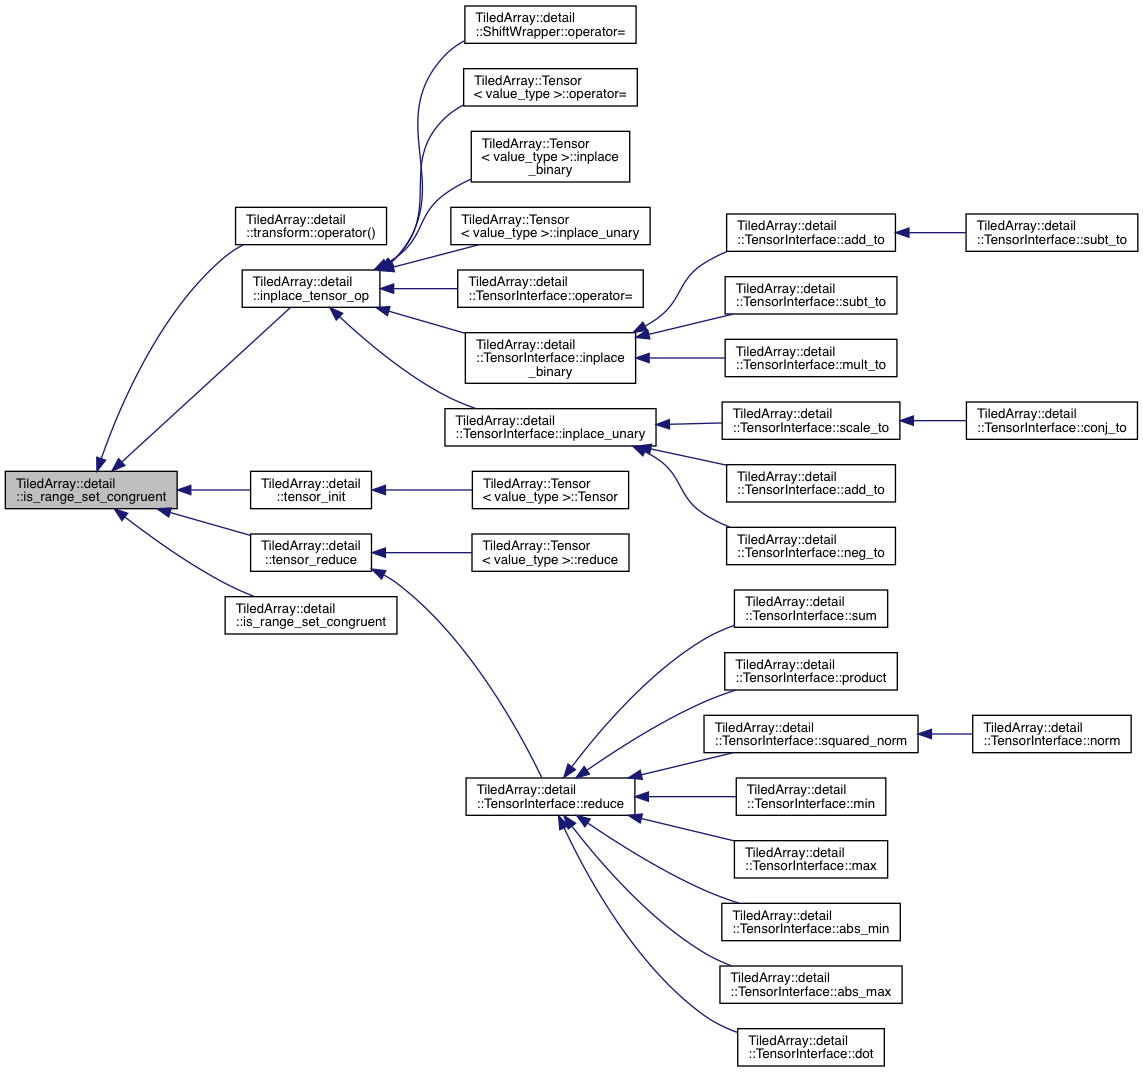 TiledArray::detail
::ShiftWrapper::operator=
TiledArray::Tensor
< value_type >::operator=
TiledArray::Tensor
< value_type >::inplace
_binary
TiledArray::detail
::transform::operator()
TiledArray::Tensor
< value_type >::inplace_unary
TiledArray::detail
::TensorInterface::add_to
TiledArray::detail
::TensorInterface::subt_to
TiledArray::detail
::inplace_tensor_op
TiledArray::detail
::TensorInterface::operator=
TiledArray::detail
::TensorInterface::subt_to
TiledArray::detail
::TensorInterface::inplace
_binary
TiledArray::detail
::TensorInterface::mult_to
TiledArray::detail
::TensorInterface::inplace_unary
TiledArray::detail
::TensorInterface::scale_to
TiledArray::detail
::TensorInterface::conj_to
TiledArray::detail
::is_range_set_congruent
TiledArray::detail
::tensor_init
TiledArray::Tensor
< value_type >::Tensor
TiledArray::detail
::TensorInterface::add_to
TiledArray::detail
::tensor_reduce
TiledArray::Tensor
< value_type >::reduce
TiledArray::detail
::TensorInterface::neg_to
TiledArray::detail
::is_range_set_congruent
TiledArray::detail
::TensorInterface::sum
TiledArray::detail
::TensorInterface::product
TiledArray::detail
::TensorInterface::squared_norm
TiledArray::detail
::TensorInterface::norm
TiledArray::detail
::TensorInterface::reduce
TiledArray::detail
::TensorInterface::min
TiledArray::detail
::TensorInterface::max
TiledArray::detail
::TensorInterface::abs_min
TiledArray::detail
::TensorInterface::abs_max
TiledArray::detail
::TensorInterface::dot